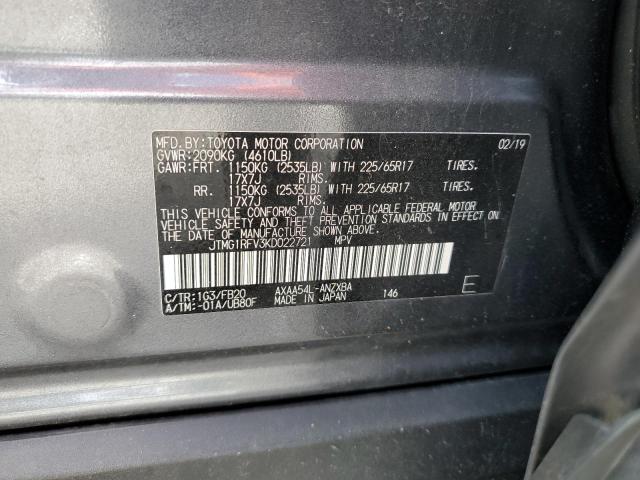 MFD.BY:TOYOTA MOTOR CORPORATION 02/19
GVWR:2090KG (4610LB)
GAWR:FRT. 1150KG (2535LB) WITH 225/65R17 TIRES.
17X7J RIMS.
RR. 1150KG (2535LB) WITH 225/65R17 TIRES.
17X7J RIMS.
THIS VEHICLE CONFORMS TO ALL APPLICABLE FEDERAL MOTOR
VEHICLE SAFETY AND THEFT PREVENTION STANDARDS IN EFFECT
ON THE DATE OF MANUFACTURE SHOWN ABOVE.
JTMG1RFV3KD022721 MPV
C/TR:1G3/FB20 AXAA54L-ANZXBA 146 E
A/TM:-01A/UB80F MADE IN JAPAN